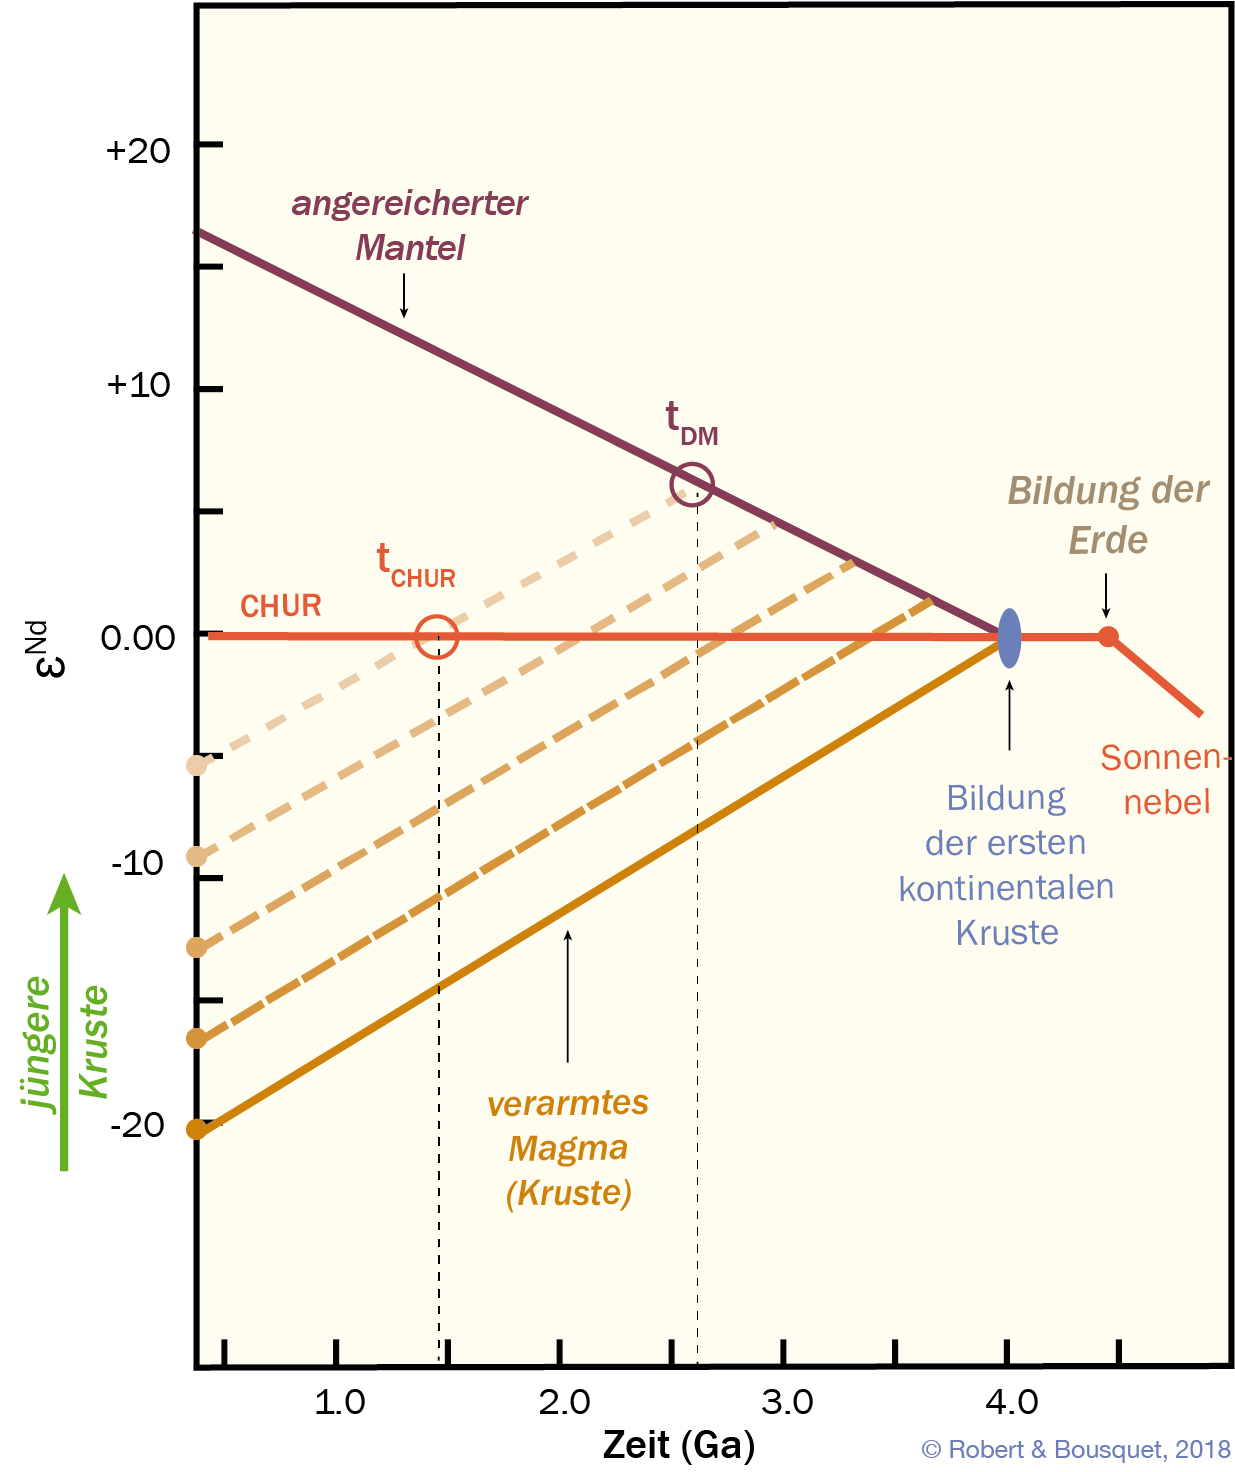 +20
angereicherter
Mantel
+10
tDM
Bildung der
Erde
tCHUR
CHUR
0.00
εNd
Sonnen-
nebel
Bildung
der ersten
kontinentalen
Kruste
-10
jüngere
Kruste
verarmtes
Magma
(Kruste)
-20
1.0 2.0 3.0 4.0
Zeit (Ga)
© Robert & Bousquet, 2018